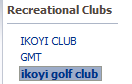 Recreational Clubs
IKOYI CLUB
GMT
ikoyi golf club